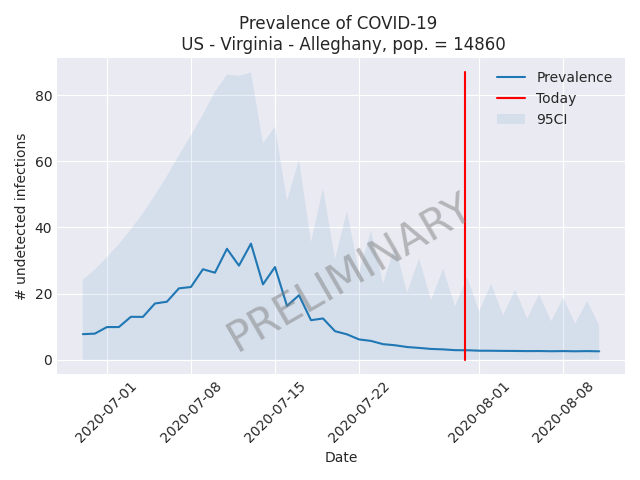 Prevalence of COVID-19
US - Virginia - Alleghany, pop. = 14860
# undetected infections
80
60
40
20
0
Prevalence
Today
95CI
PRELIMINARY
2020-07-01
2020-07-08
2020-07-15
2020-07-22
2020-08-01
2020-08-08
Date